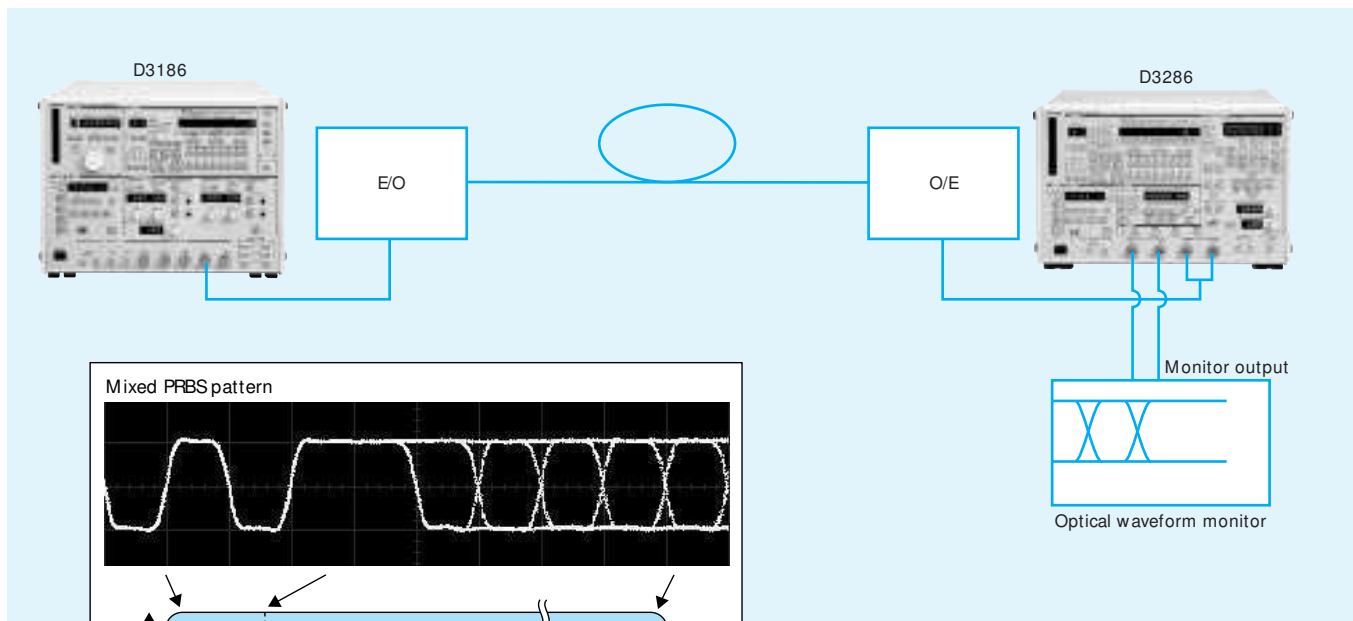 D3186
D3286
E/O
O/E
Monitor output
Optical waveform monitor
Mixed PRBS pattern